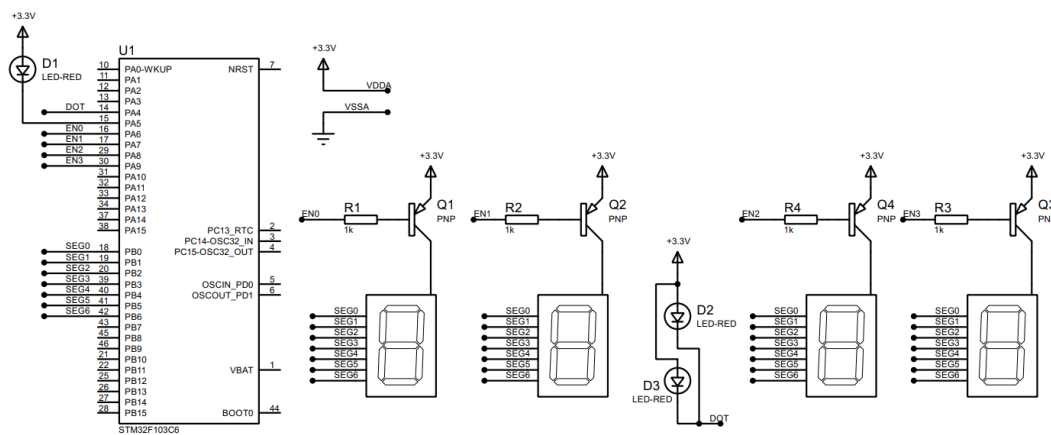 +3.3V
D1
LED-RED
U1
10 PA0-WKUP NRST 7
11 PA1
12 PA2
13 PA3
DOT 14 PA4
15 PA5
EN0 16 PA6
EN1 17 PA7
EN2 29 PA8
EN3 30 PA9
31 PA10
32 PA11
33 PA12
34 PA13
37 PA14
38 PA15
PC13_RTC 2
PC14-OSC32_IN 3
PC15-OSC32_OUT 4
SEG0 18 PB0
SEG1 19 PB1
SEG2 20 PB2
SEG3 39 PB3 OSCIN_PD0 5
SEG4 40 PB4 OSCOUT_PD1 6
SEG5 41 PB5
SEG6 42 PB6
43 PB7
45 PB8
46 PB9
21 PB10
22 PB11 VBAT 1
25 PB12
26 PB13
27 PB14
28 PB15 BOOT0 44
STM32F103C6
+3.3V
VDDA
VSSA
+3.3V
EN0 R1 Q1
1k PNP
SEG0
SEG1
SEG2
SEG3
SEG4
SEG5
SEG6
+3.3V
EN1 R2 Q2
1k PNP
SEG0
SEG1
SEG2
SEG3
SEG4
SEG5
SEG6
+3.3V
D2
LED-RED
D3
LED-RED
DOT
+3.3V
EN2 R4 Q4
1k PNP
SEG0
SEG1
SEG2
SEG3
SEG4
SEG5
SEG6
+3.3V
EN3 R3 Q3
1k PNP
SEG0
SEG1
SEG2
SEG3
SEG4
SEG5
SEG6